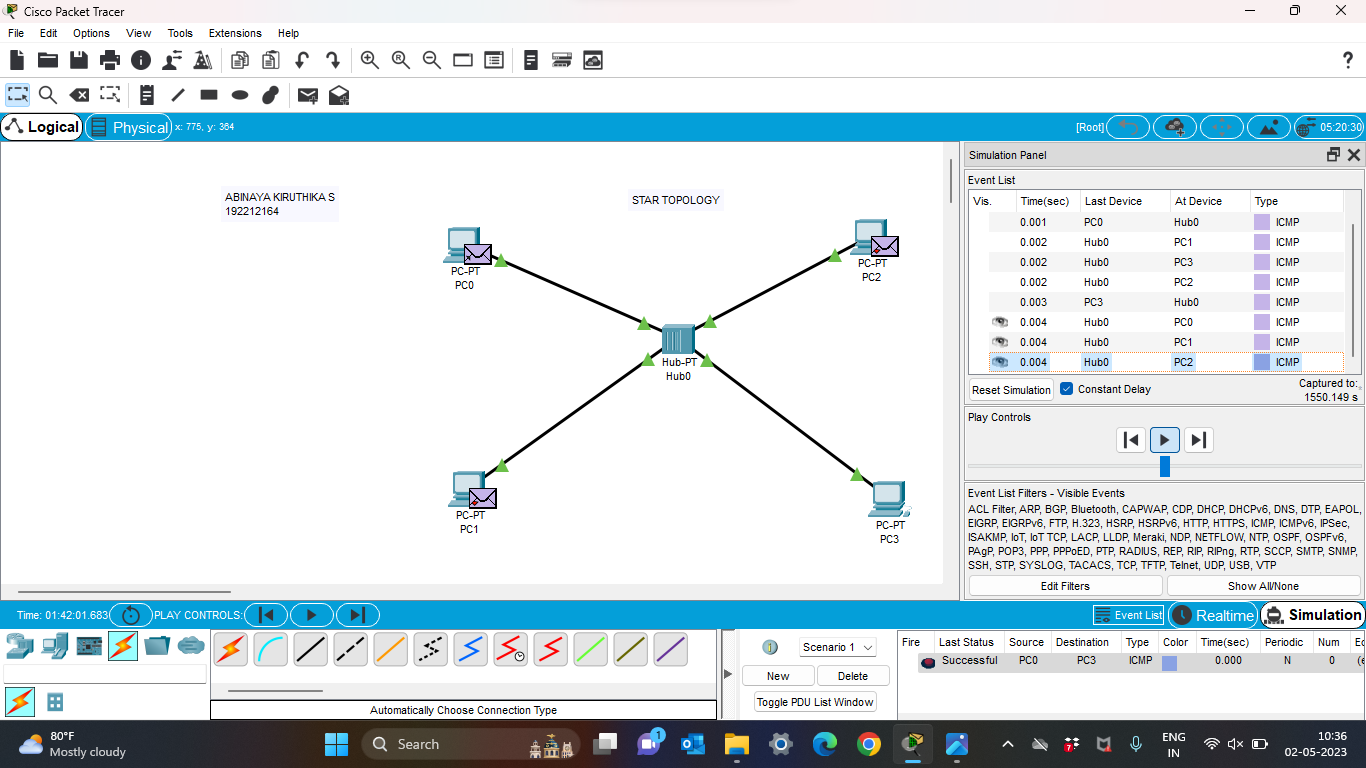 Cisco Packet Tracer
File Edit Options View Tools Extensions Help
Logical Physical x: 775, y: 364 [Root] 05:20:30
ABINAYA KIRUTHIKA S
192212164
STAR TOPOLOGY
PC-PT
PC0
PC-PT
PC2
Hub-PT
Hub0
PC-PT
PC1
PC-PT
PC3
Simulation Panel
Event List
Vis. Time(sec) Last Device At Device Type
0.001 PC0 Hub0 ICMP
0.002 Hub0 PC1 ICMP
0.002 Hub0 PC3 ICMP
0.002 Hub0 PC2 ICMP
0.003 PC3 Hub0 ICMP
0.004 Hub0 PC0 ICMP
0.004 Hub0 PC1 ICMP
0.004 Hub0 PC2 ICMP
Reset Simulation Constant Delay Captured to:
1550.149 s
Play Controls
Event List Filters - Visible Events
ACL Filter, ARP, BGP, Bluetooth, CAPWAP, CDP, DHCP, DHCPv6, DNS, DTP, EAPOL,
EIGRP, EIGRPv6, FTP, H.323, HSRP, HSRPv6, HTTP, HTTPS, ICMP, ICMPv6, IPSec,
ISAKMP, IoT, IoT TCP, LACP, LLDP, Meraki, NDP, NETFLOW, NTP, OSPF, OSPFv6,
PAgP, POP3, PPP, PPPoED, PTP, RADIUS, REP, RIP, RIPng, RTP, SCCP, SMTP, SNMP,
SSH, STP, SYSLOG, TACACS, TCP, TFTP, Telnet, UDP, USB, VTP
Edit Filters Show All/None
Time: 01:42:01.683 PLAY CONTROLS: Event List Realtime Simulation
Automatically Choose Connection Type
Scenario 1
New Delete
Toggle PDU List Window
Fire Last Status Source Destination Type Color Time(sec) Periodic Num
Successful PC0 PC3 ICMP 0.000 N 0
80°F
Mostly cloudy
Search
1
ENG
IN
10:36
02-05-2023